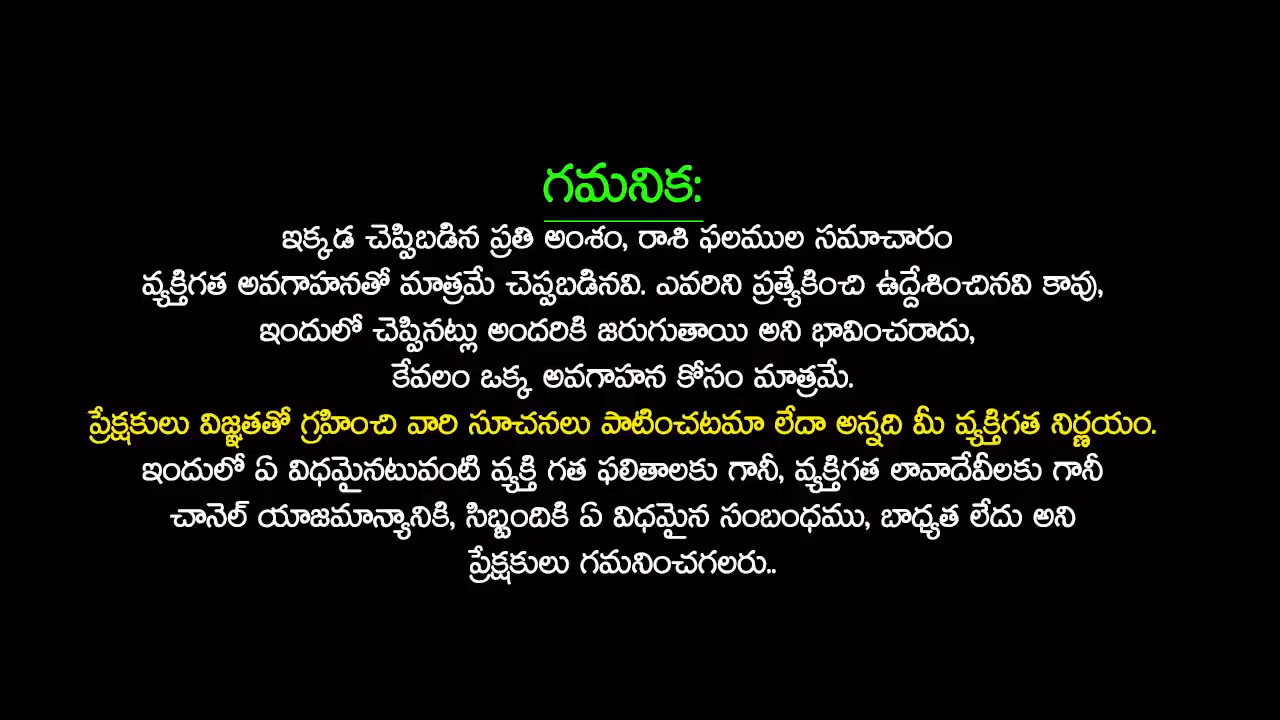 గమనిక:
ఇక్కడ చెప్పిబడిన ప్రతి అంశం, రాశి ఫలముల సమాచారం
వ్యక్తిగత అవగాహనతో మాత్రమే చెప్పబడినవి. ఎవరిని ప్రత్యేకించి ఉద్దేశించినవి కావు,
ఇందులో చెప్పినట్లు అందరికి జరుగుతాయి అని భావించరాదు,
కేవలం ఒక్క అవగాహన కోసం మాత్రమే.
ప్రేక్షకులు విజ్ఞతతో గ్రహించి వారి సూచనలు పాటించటమా లేదా అన్నది మీ వ్యక్తిగత నిర్ణయం.
ఇందులో ఏ విధమైనటువంటి వ్యక్తి గత ఫలితాలకు గానీ, వ్యక్తిగత లావాదేవీలకు గానీ
చానెల్ యాజమాన్యానికి, సిబ్బందికి ఏ విధమైన సంబంధము, బాధ్యత లేదు అని
ప్రేక్షకులు గమనించగలరు..